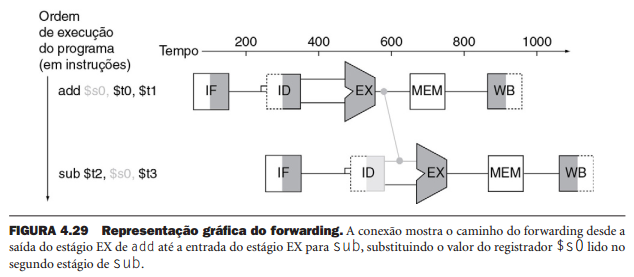 Ordem
de execução
do programa
(em instruções)
Tempo
200 400 600 800 1000
add $s0, $t0, $t1
IF ID EX MEM WB
sub $t2, $s0, $t3
IF ID EX MEM WB
FIGURA 4.29 Representação gráfica do forwarding. A conexão mostra o caminho do forwarding desde a
saída do estágio EX de add até a entrada do estágio EX para sub, substituindo o valor do registrador $s0 lido no
segundo estágio de sub.